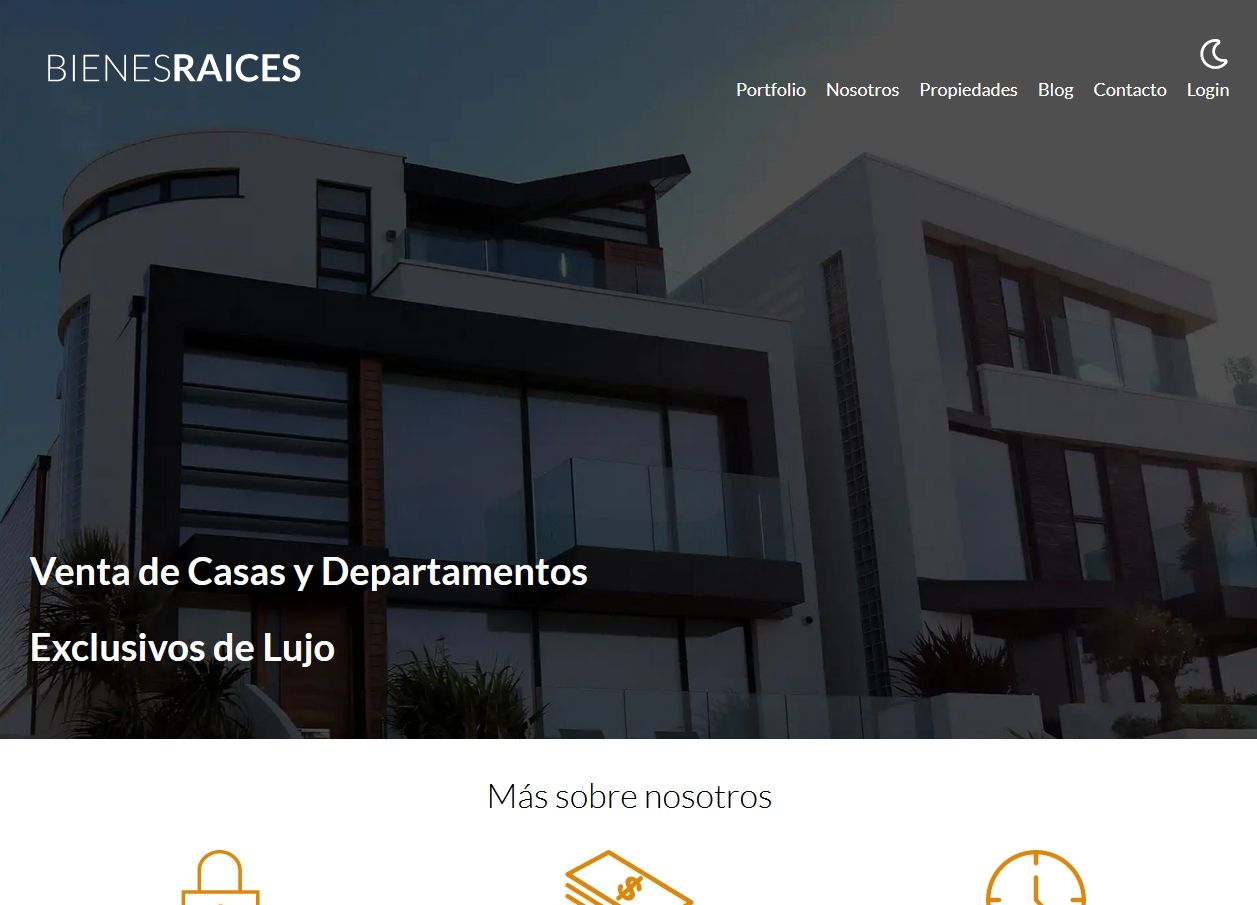 BIENESRAICES
Portfolio Nosotros Propiedades Blog Contacto Login
Venta de Casas y Departamentos
Exclusivos de Lujo
Más sobre nosotros
$